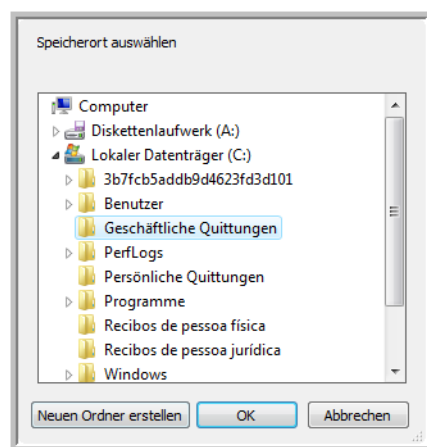 Speicherort auswählen
Computer
Diskettenlaufwerk (A:)
Lokaler Datenträger (C:)
3b7fcb5addb9d4623fd3d101
Benutzer
Geschäftliche Quittungen
PerfLogs
Persönliche Quittungen
Programme
Recibos de pessoa física
Recibos de pessoa jurídica
Windows
Neuen Ordner erstellen OK Abbrechen